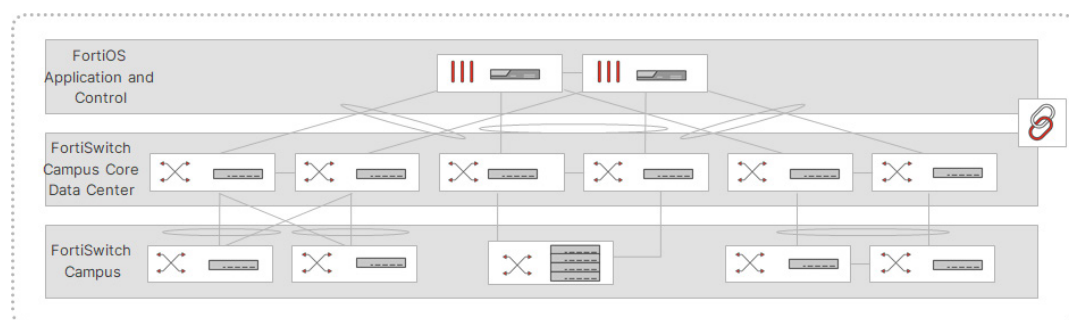 FortiOS
Application and
Control
FortiSwitch
Campus Core
Data Center
FortiSwitch
Campus